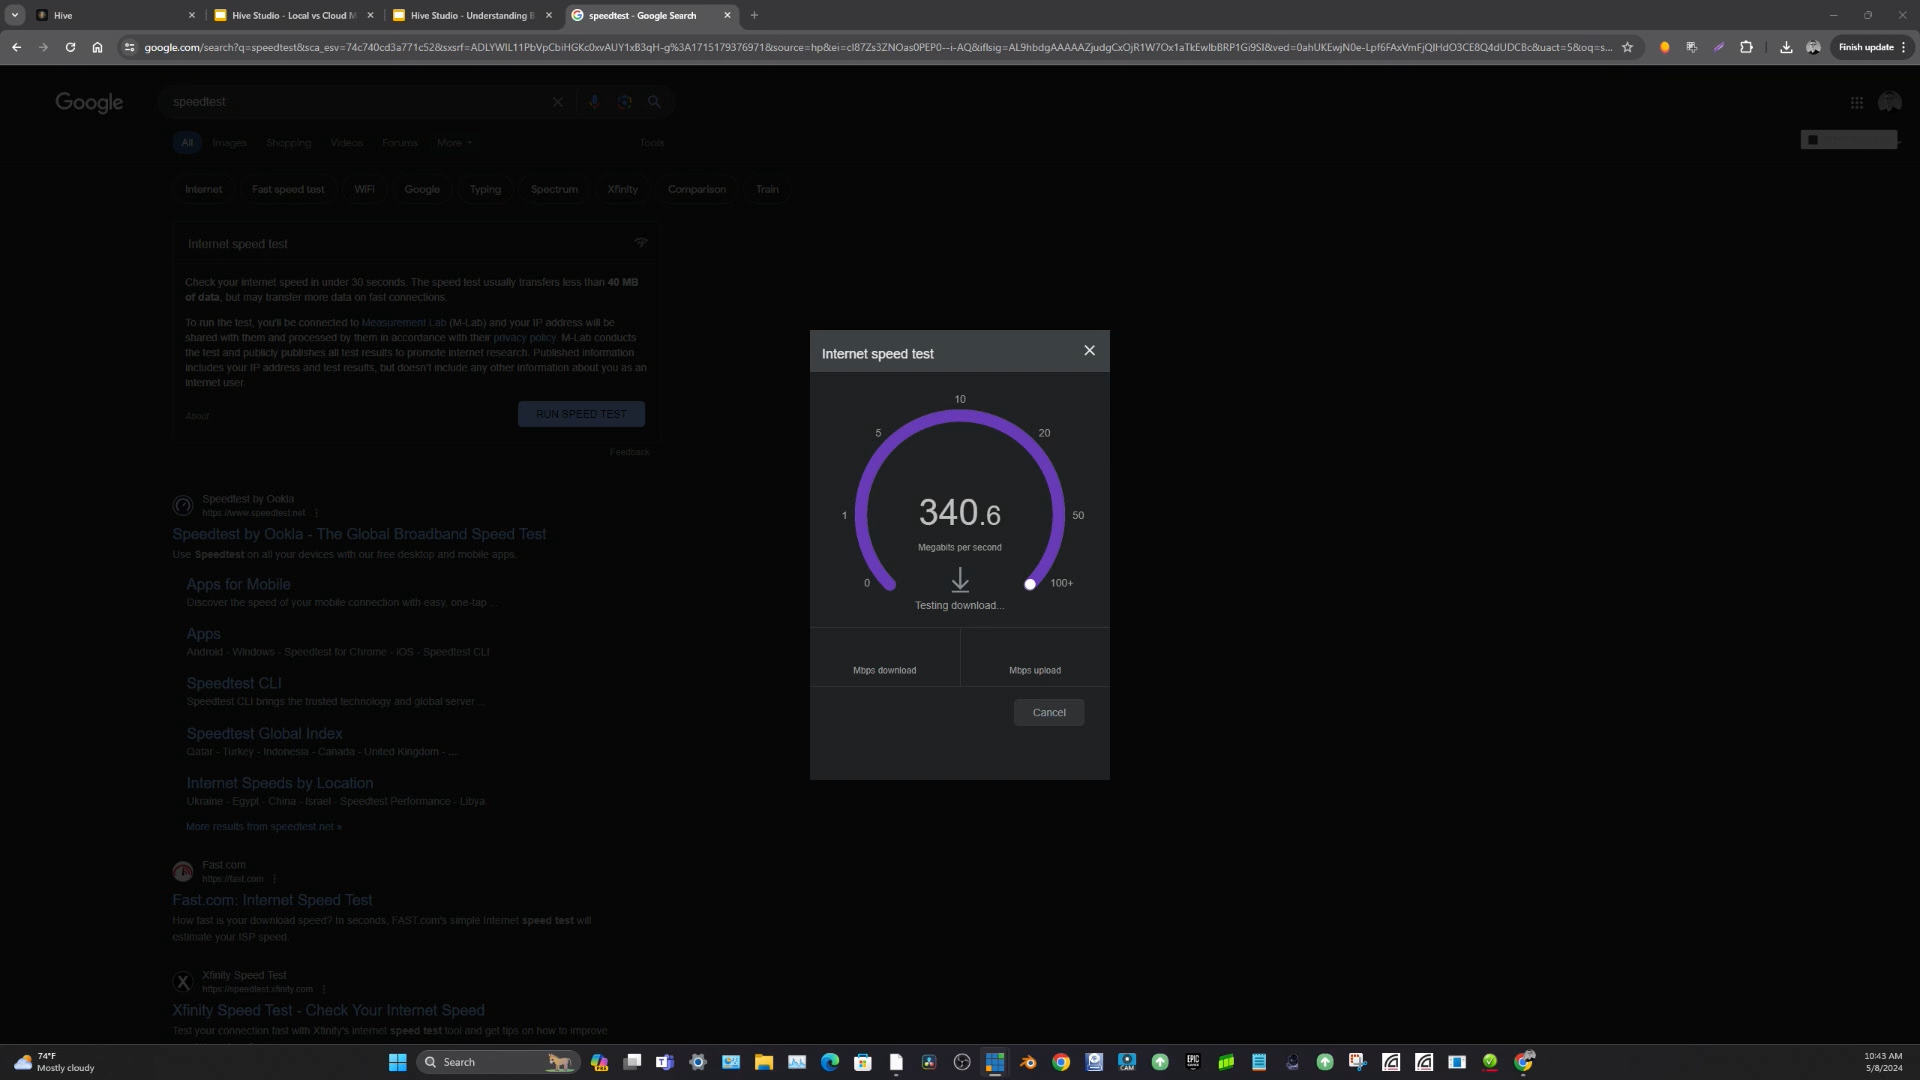 Hive
Hive Studio - Local vs Cloud M
Hive Studio - Understanding B
speedtest - Google Search
Finish update
Google
speedtest
All
Images
Shopping
Videos
Forums
More
Tools
Internet
Fast speed test
WiFi
Google
Typing
Spectrum
Xfinity
Comparison
Train
Internet speed test
Check your internet speed in under 30 seconds. The speed test usually transfers less than 40 MB
of data, but may transfer more data on fast connections.
To run the test, you'll be connected to Measurement Lab (M-Lab) and your IP address will be
shared with them and processed by them in accordance with their privacy policy. M-Lab conducts
the test and publicly publishes all test results to promote internet research. Published information
includes your IP address and test results, but doesn't include any other information about you as an
internet user.
About
RUN SPEED TEST
Feedback
Speedtest by Ookla
https://www.speedtest.net
Speedtest by Ookla - The Global Broadband Speed Test
Use Speedtest on all your devices with our free desktop and mobile apps.
Apps for Mobile
Discover the speed of your mobile connection with easy, one-tap ...
Apps
Android - Windows - Speedtest for Chrome - iOS - Speedtest CLI
Speedtest CLI
Speedtest CLI brings the trusted technology and global server ...
Speedtest Global Index
Qatar - Turkey - Indonesia - Canada - United Kingdom - ...
Internet Speeds by Location
Ukraine - Egypt - China - Israel - Speedtest Performance - Libya
More results from speedtest.net »
Fast.com
https://fast.com
Fast.com: Internet Speed Test
How fast is your download speed? In seconds, FAST.com's simple Internet speed test will
estimate your ISP speed.
Xfinity Speed Test
https://speedtest.xfinity.com
Xfinity Speed Test - Check Your Internet Speed
Test your connection fast with Xfinity's internet speed test tool and get tips on how to improve
Internet speed test
10
5
20
1
340.6
50
Megabits per second
0
100+
Testing download...
Mbps download
Mbps upload
Cancel
74°F
Mostly cloudy
Search
EPIC
CAM
10:43 AM
5/8/2024